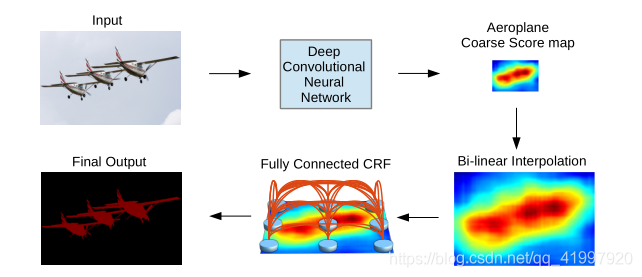 Input
Deep
Convolutional
Neural
Network
Aeroplane
Coarse Score map
Final Output
Fully Connected CRF
Bi-linear Interpolation
https://blog.csdn.net/qq_41997920